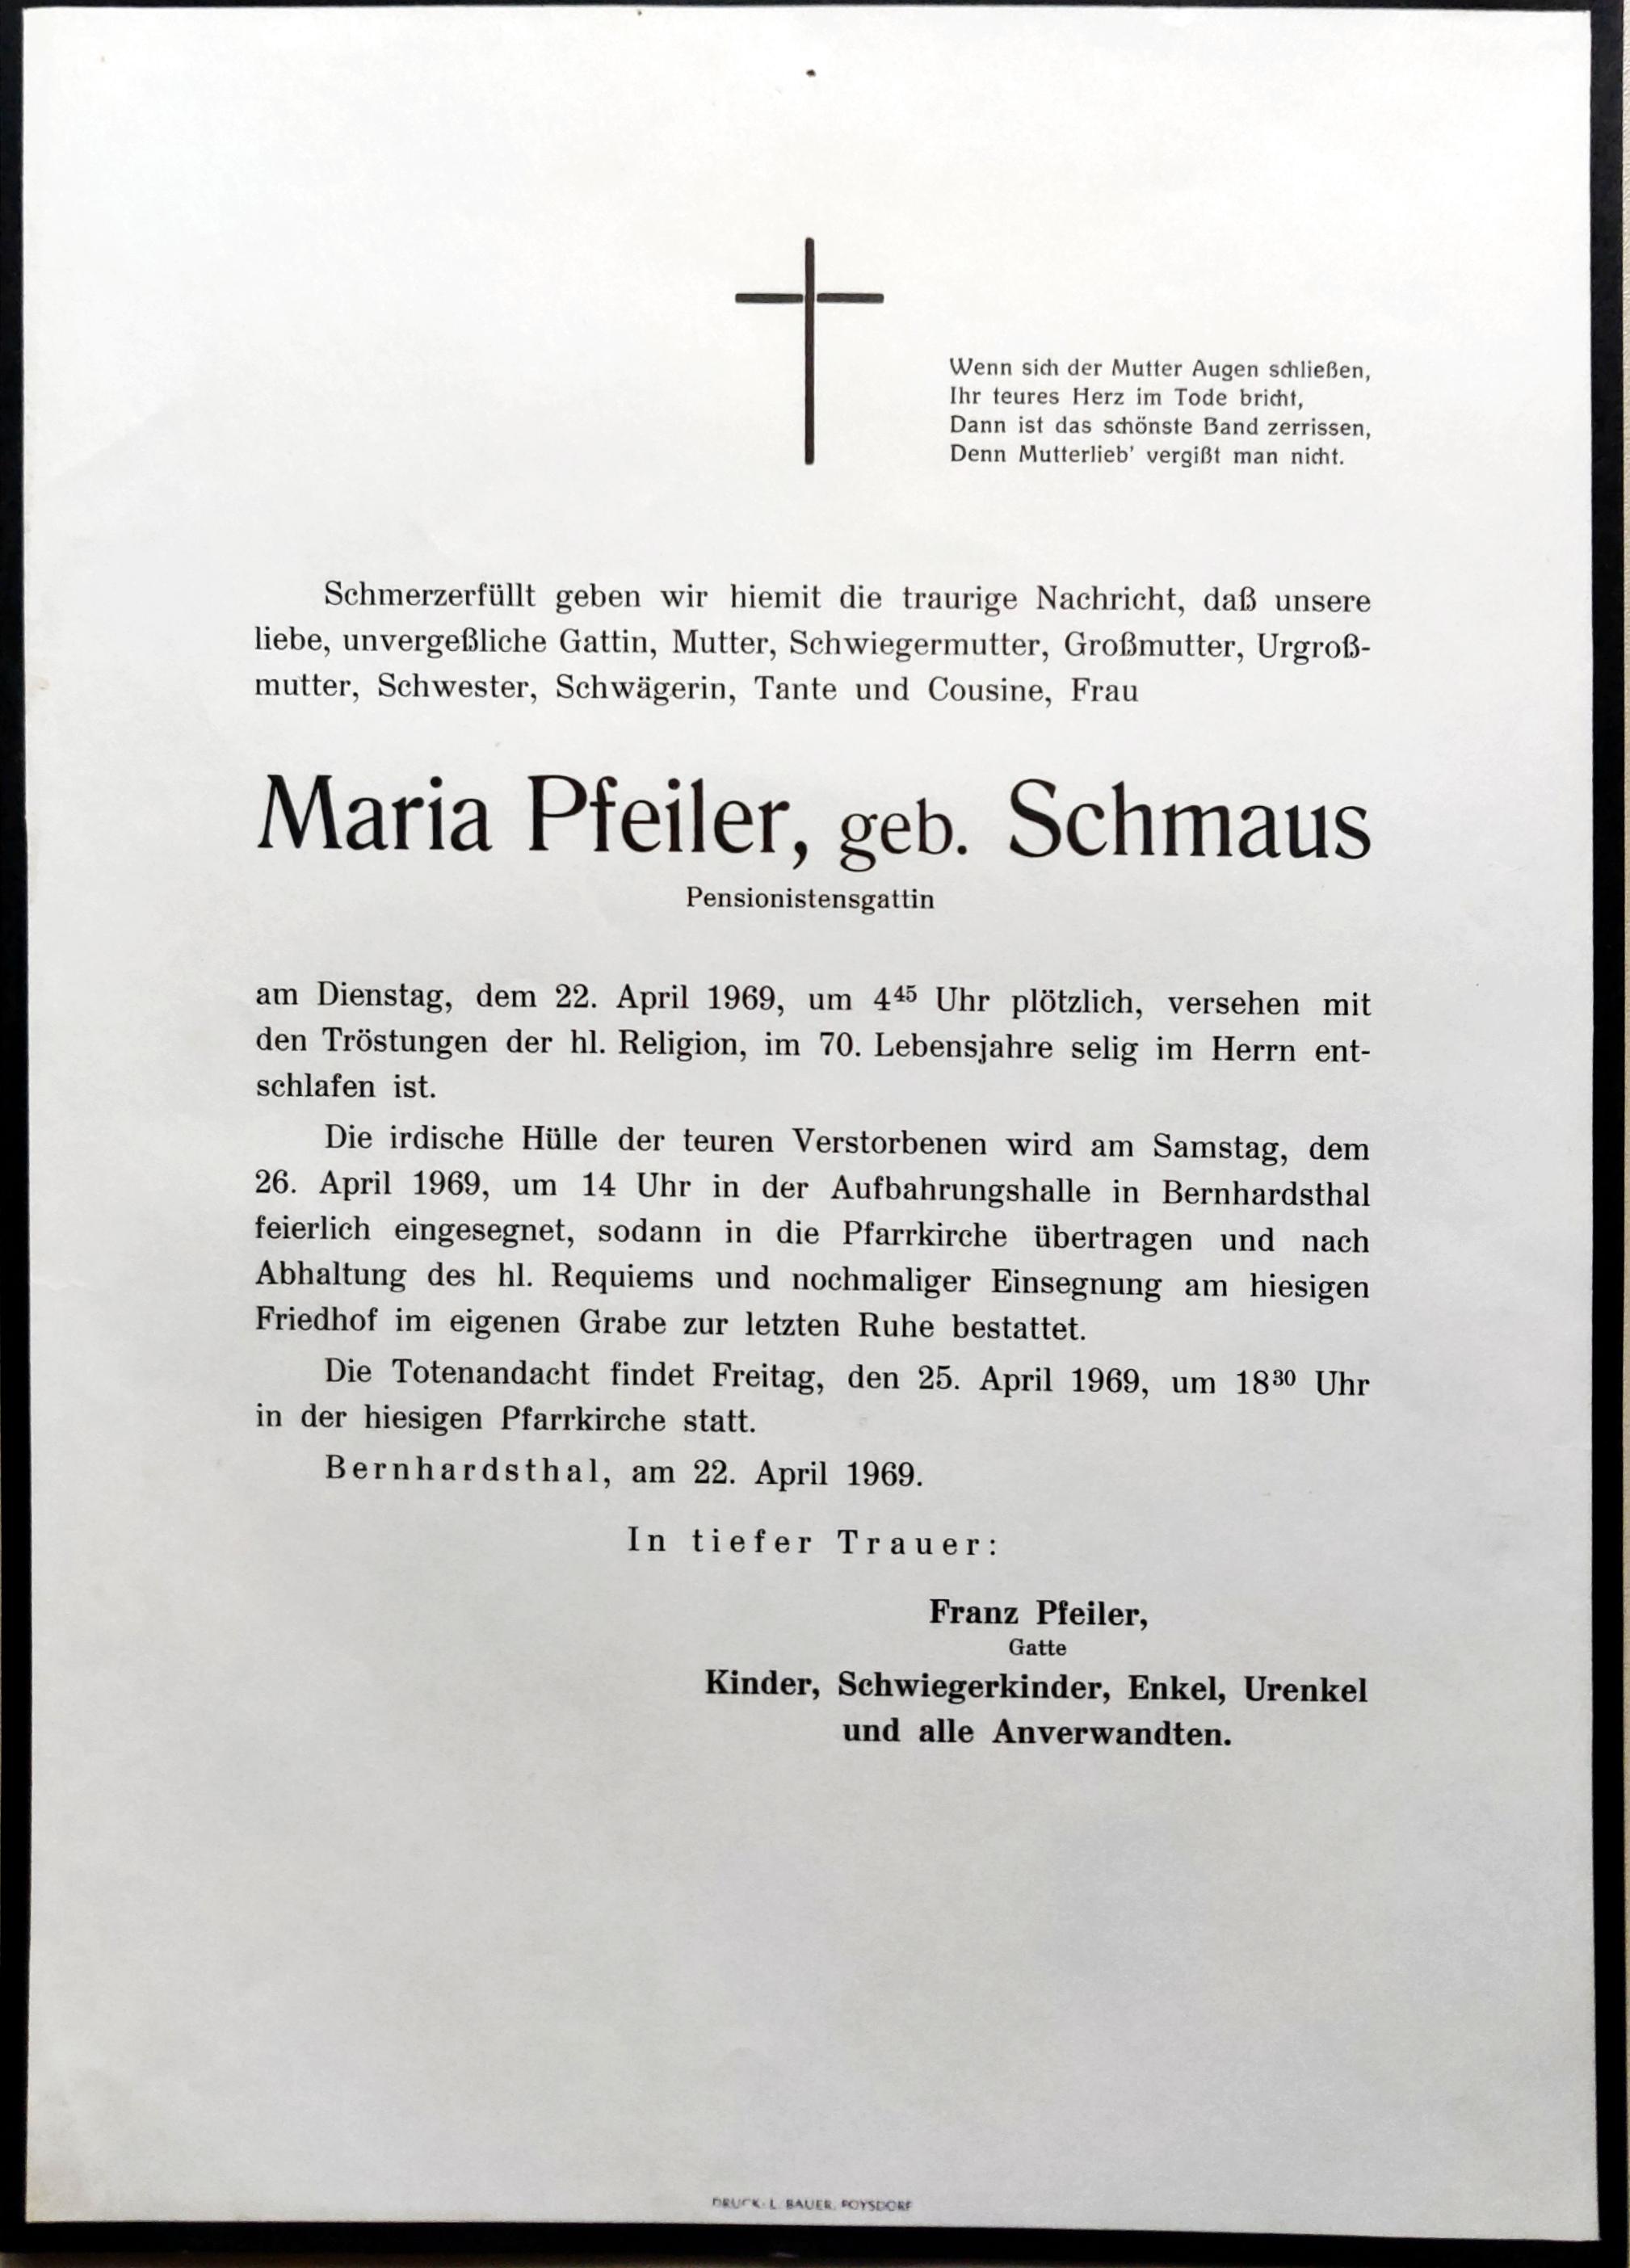 Wenn sich der Mutter Augen schließen,
Ihr teures Herz im Tode bricht,
Dann ist das schönste Band zerrissen,
Denn Mutterlieb’ vergißt man nicht.
Schmerzerfüllt geben wir hiemit die traurige Nachricht, daß unsere
liebe, unvergeßliche Gattin, Mutter, Schwiegermutter, Großmutter, Urgroß-
mutter, Schwester, Schwägerin, Tante und Cousine, Frau
Maria Pfeiler, geb. Schmaus
Pensionistensgattin
am Dienstag, dem 22. April 1969, um 4⁴⁵ Uhr plötzlich, versehen mit
den Tröstungen der hl. Religion, im 70. Lebensjahre selig im Herrn ent-
schlafen ist.
Die irdische Hülle der teuren Verstorbenen wird am Samstag, dem
26. April 1969, um 14 Uhr in der Aufbahrungshalle in Bernhardsthal
feierlich eingesegnet, sodann in die Pfarrkirche übertragen und nach
Abhaltung des hl. Requiems und nochmaliger Einsegnung am hiesigen
Friedhof im eigenen Grabe zur letzten Ruhe bestattet.
Die Totenandacht findet Freitag, den 25. April 1969, um 18³⁰ Uhr
in der hiesigen Pfarrkirche statt.
Bernhardsthal, am 22. April 1969.
In tiefer Trauer:
Franz Pfeiler,
Gatte
Kinder, Schwiegerkinder, Enkel, Urenkel
und alle Anverwandten.
DRUCK: L. BAUER, POYSDORF